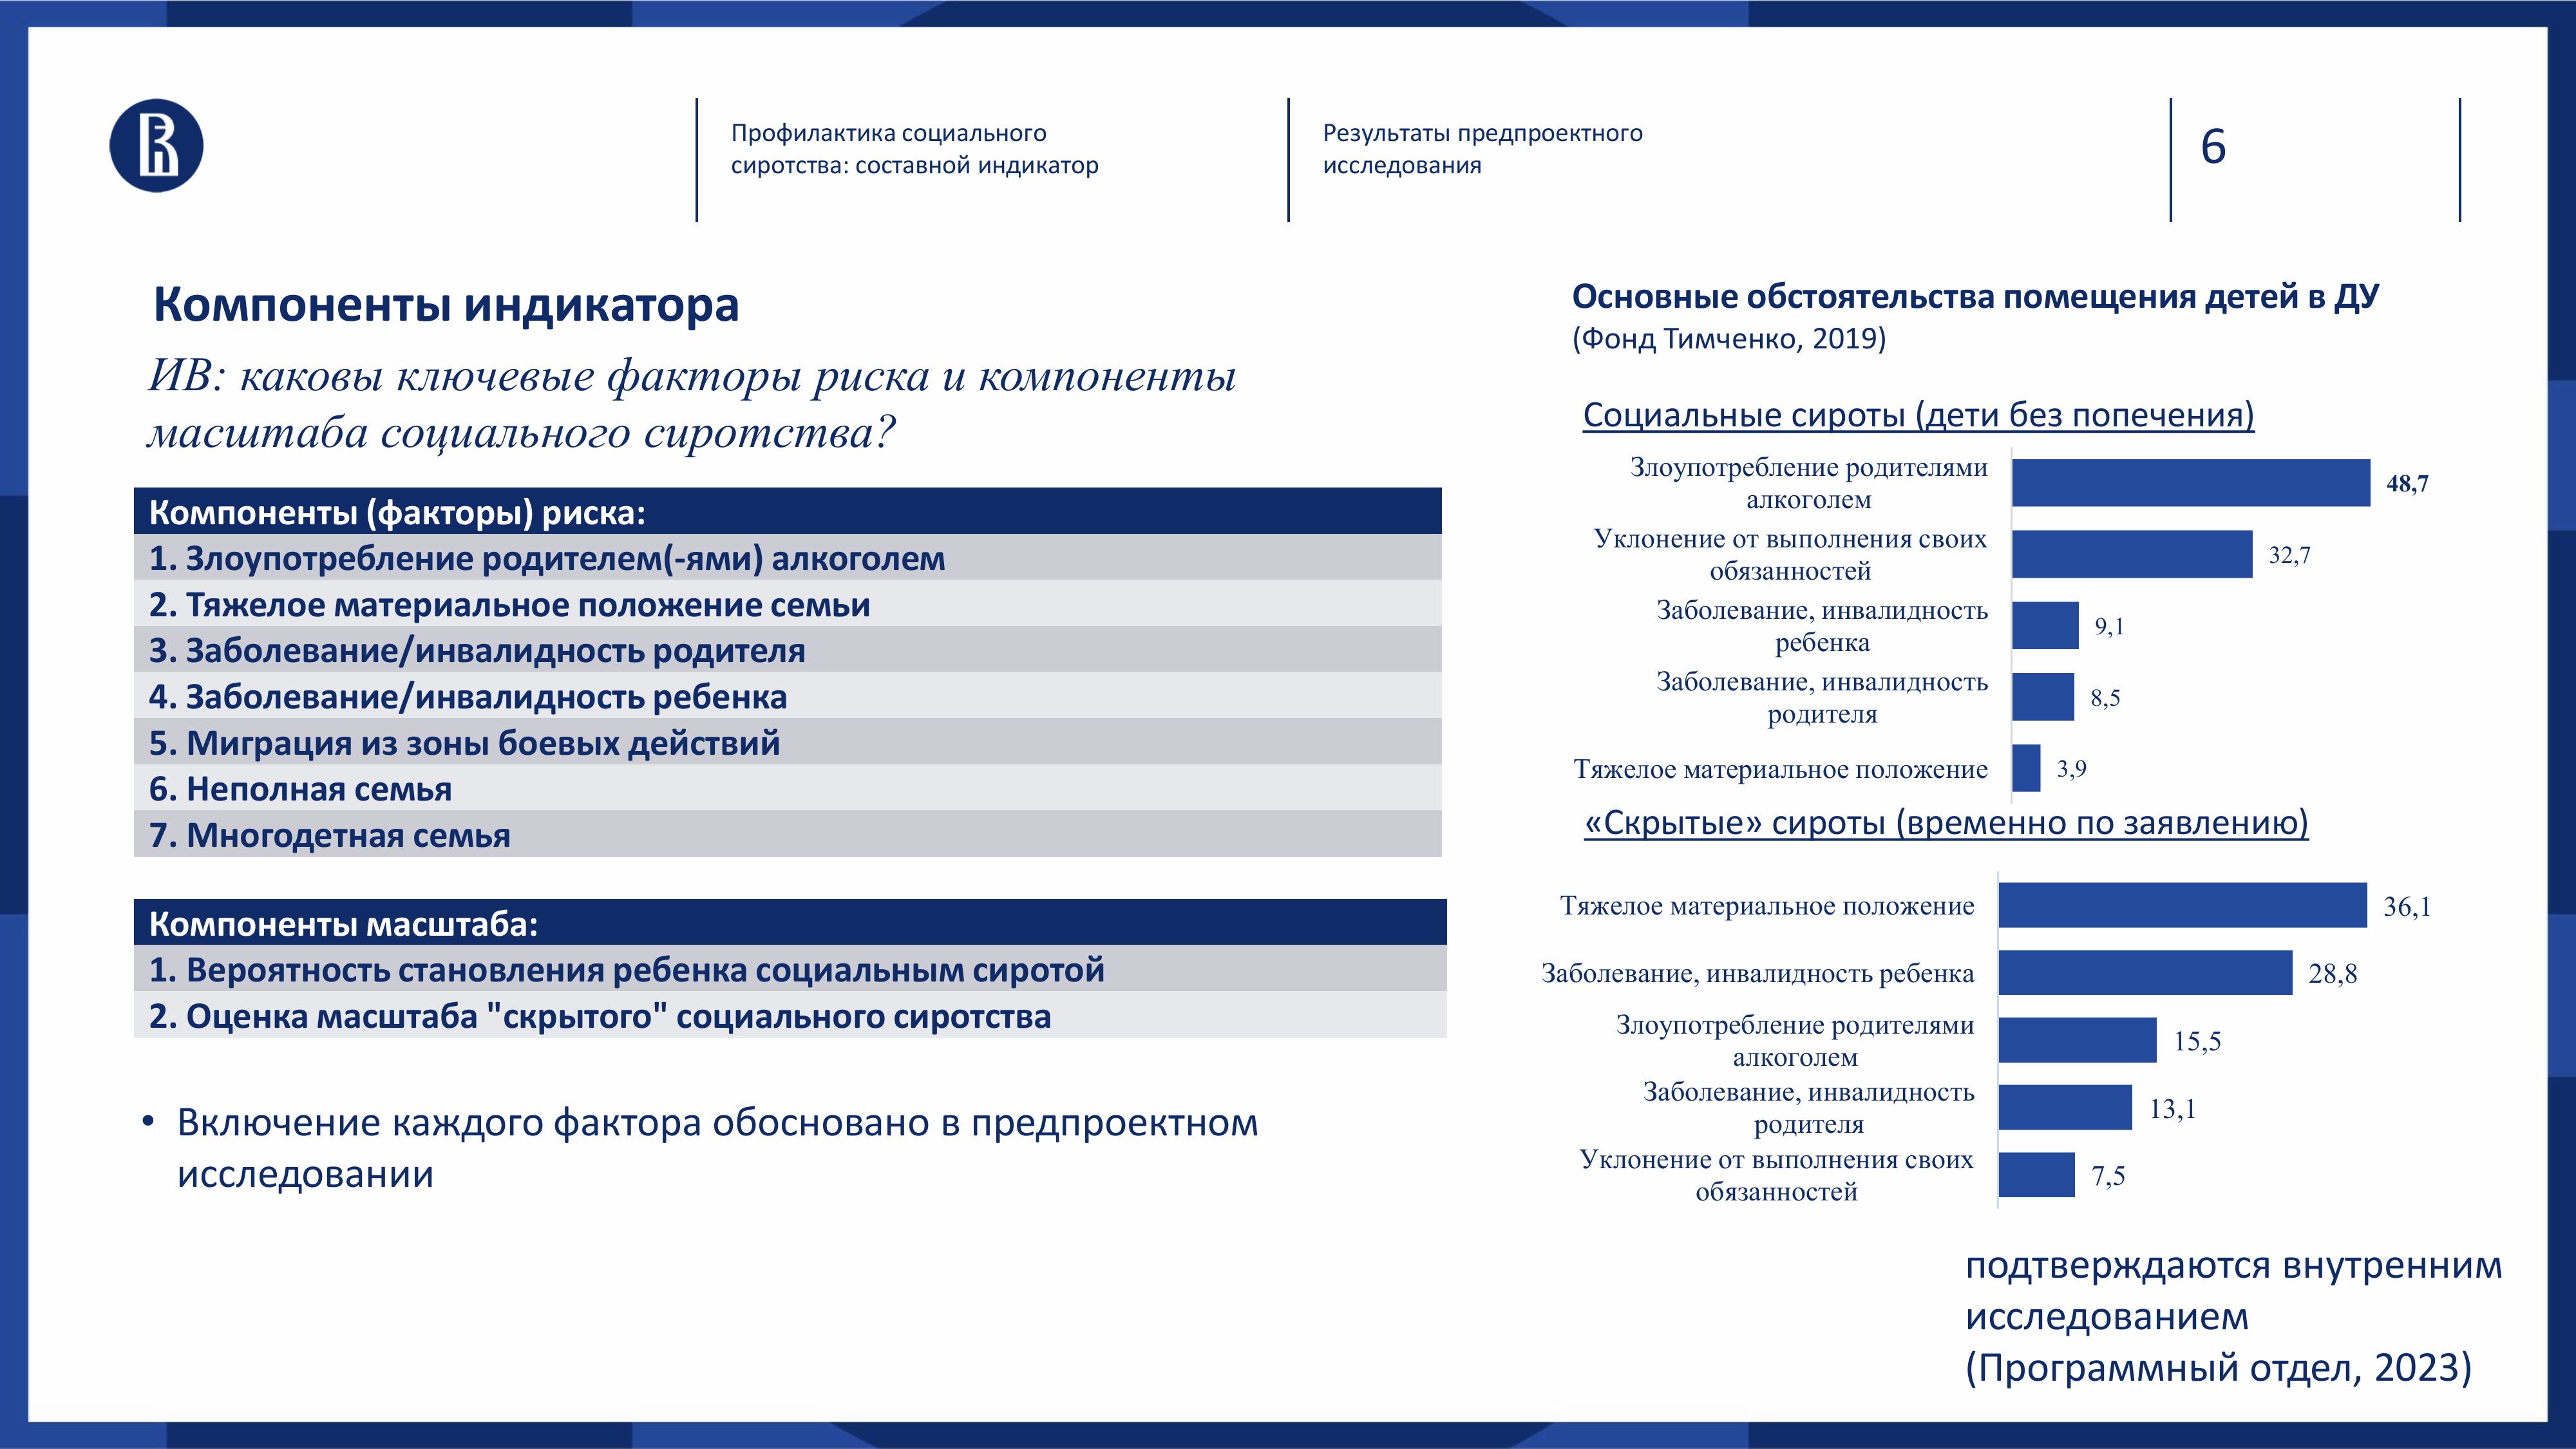 Профилактика социального
сиротства: составной индикатор
Результаты предпроектного
исследования
6
Компоненты индикатора
ИВ: каковы ключевые факторы риска и компоненты
масштаба социального сиротства?
Компоненты (факторы) риска:
1. Злоупотребление родителем(-ями) алкоголем
2. Тяжелое материальное положение семьи
3. Заболевание/инвалидность родителя
4. Заболевание/инвалидность ребенка
5. Миграция из зоны боевых действий
6. Неполная семья
7. Многодетная семья
Компоненты масштаба:
1. Вероятность становления ребенка социальным сиротой
2. Оценка масштаба "скрытого" социального сиротства
• Включение каждого фактора обосновано в предпроектном
исследовании
Основные обстоятельства помещения детей в ДУ
(Фонд Тимченко, 2019)
Социальные сироты (дети без попечения)
Злоупотребление родителями
алкоголем
48,7
Уклонение от выполнения своих
обязанностей
32,7
Заболевание, инвалидность
ребенка
9,1
Заболевание, инвалидность
родителя
8,5
Тяжелое материальное положение
3,9
«Скрытые» сироты (временно по заявлению)
Тяжелое материальное положение
36,1
Заболевание, инвалидность ребенка
28,8
Злоупотребление родителями
алкоголем
15,5
Заболевание, инвалидность
родителя
13,1
Уклонение от выполнения своих
обязанностей
7,5
подтверждаются внутренним
исследованием
(Программный отдел, 2023)